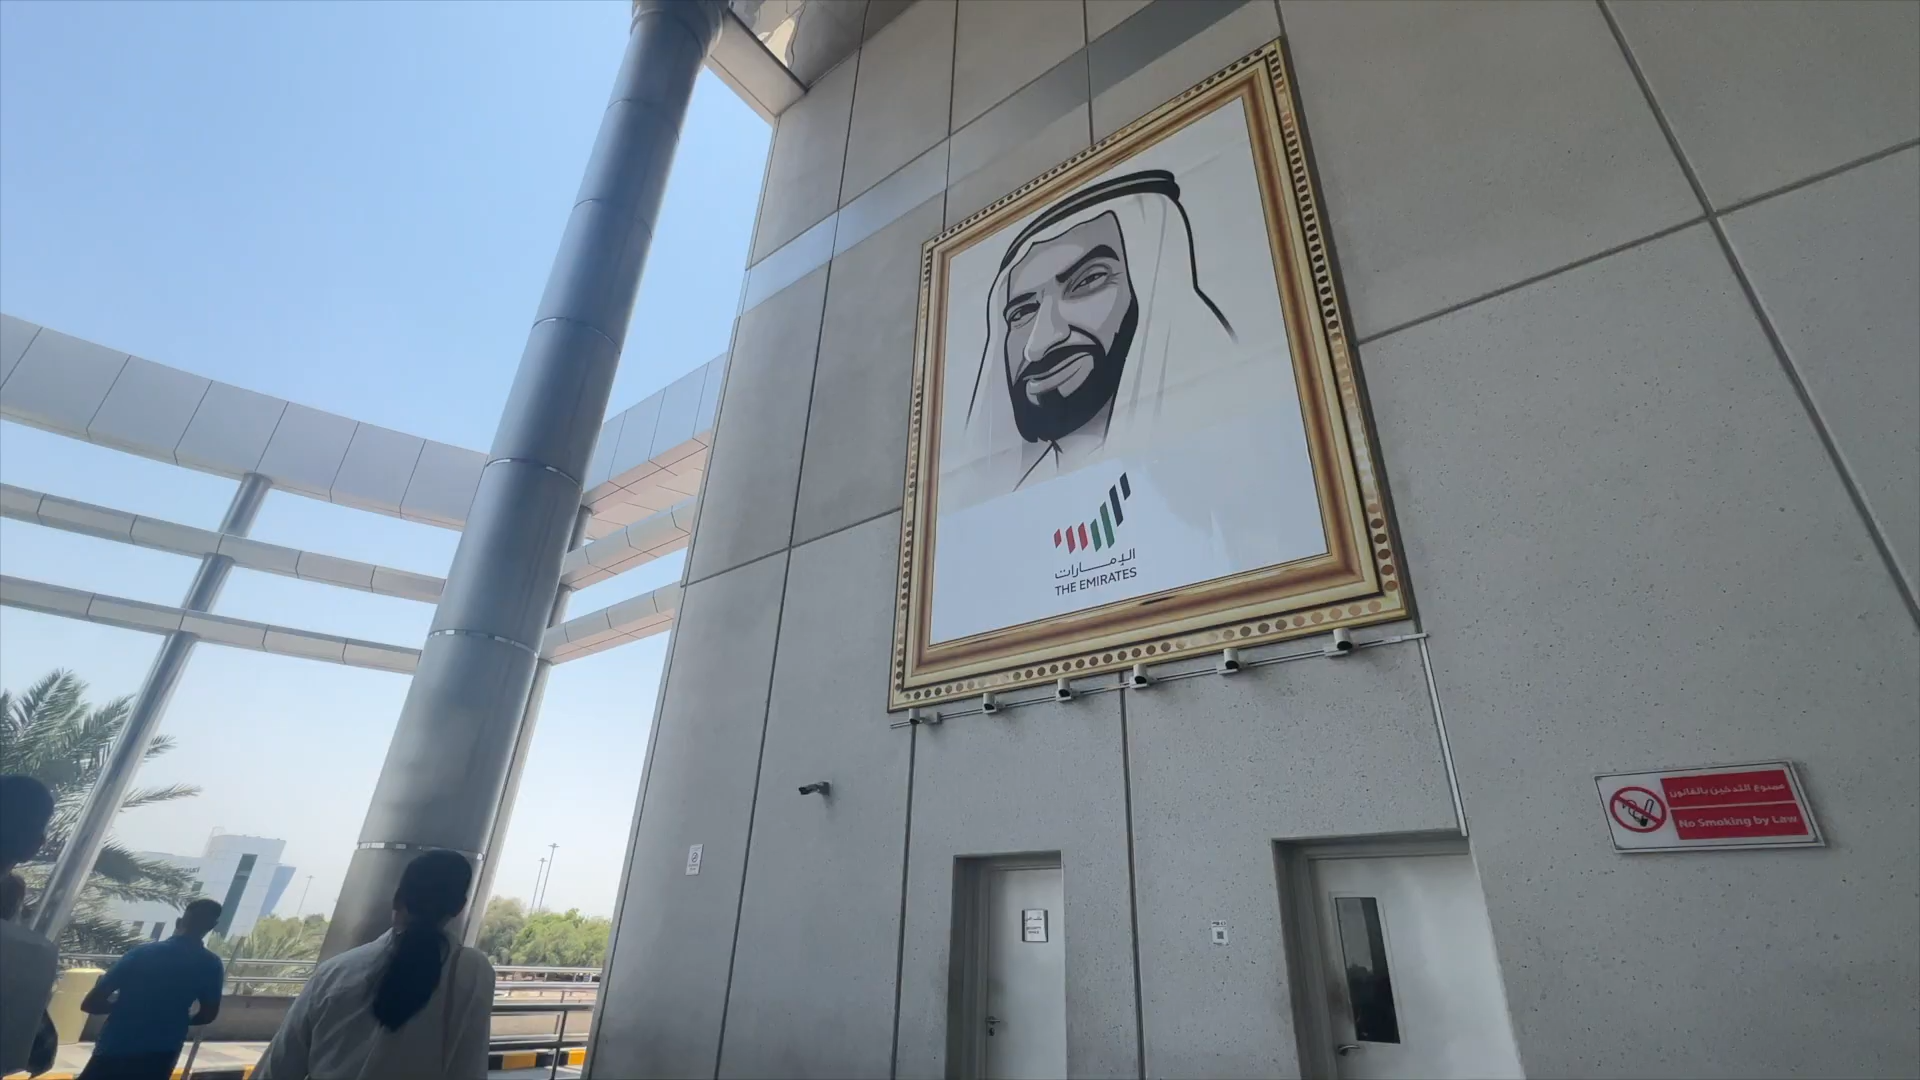 الإمارات
THE EMIRATES
ممنوع التدخين بالقانون
No Smoking by Law